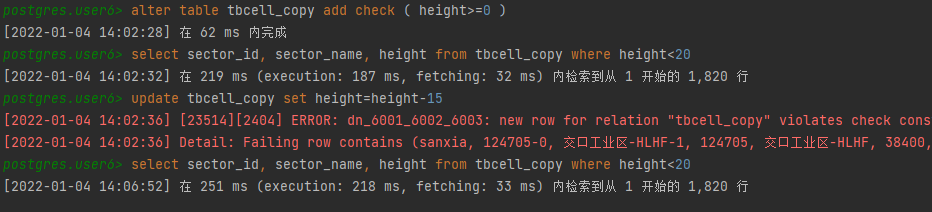 postgres.user6> alter table tbcell_copy add check ( height>=0 )
[2022-01-04 14:02:28] 在 62 ms 内完成
postgres.user6> select sector_id, sector_name, height from tbcell_copy where height<20
[2022-01-04 14:02:32] 在 219 ms (execution: 187 ms, fetching: 32 ms) 内检索到从 1 开始的 1,820 行
postgres.user6> update tbcell_copy set height=height-15
[2022-01-04 14:02:36] [23514][2404] ERROR: dn_6001_6002_6003: new row for relation "tbcell_copy" violates check cons
[2022-01-04 14:02:36] Detail: Failing row contains (sanxia, 124705-0, 交口工业区-HLHF-1, 124705, 交口工业区-HLHF, 38400,
postgres.user6> select sector_id, sector_name, height from tbcell_copy where height<20
[2022-01-04 14:06:52] 在 251 ms (execution: 218 ms, fetching: 33 ms) 内检索到从 1 开始的 1,820 行